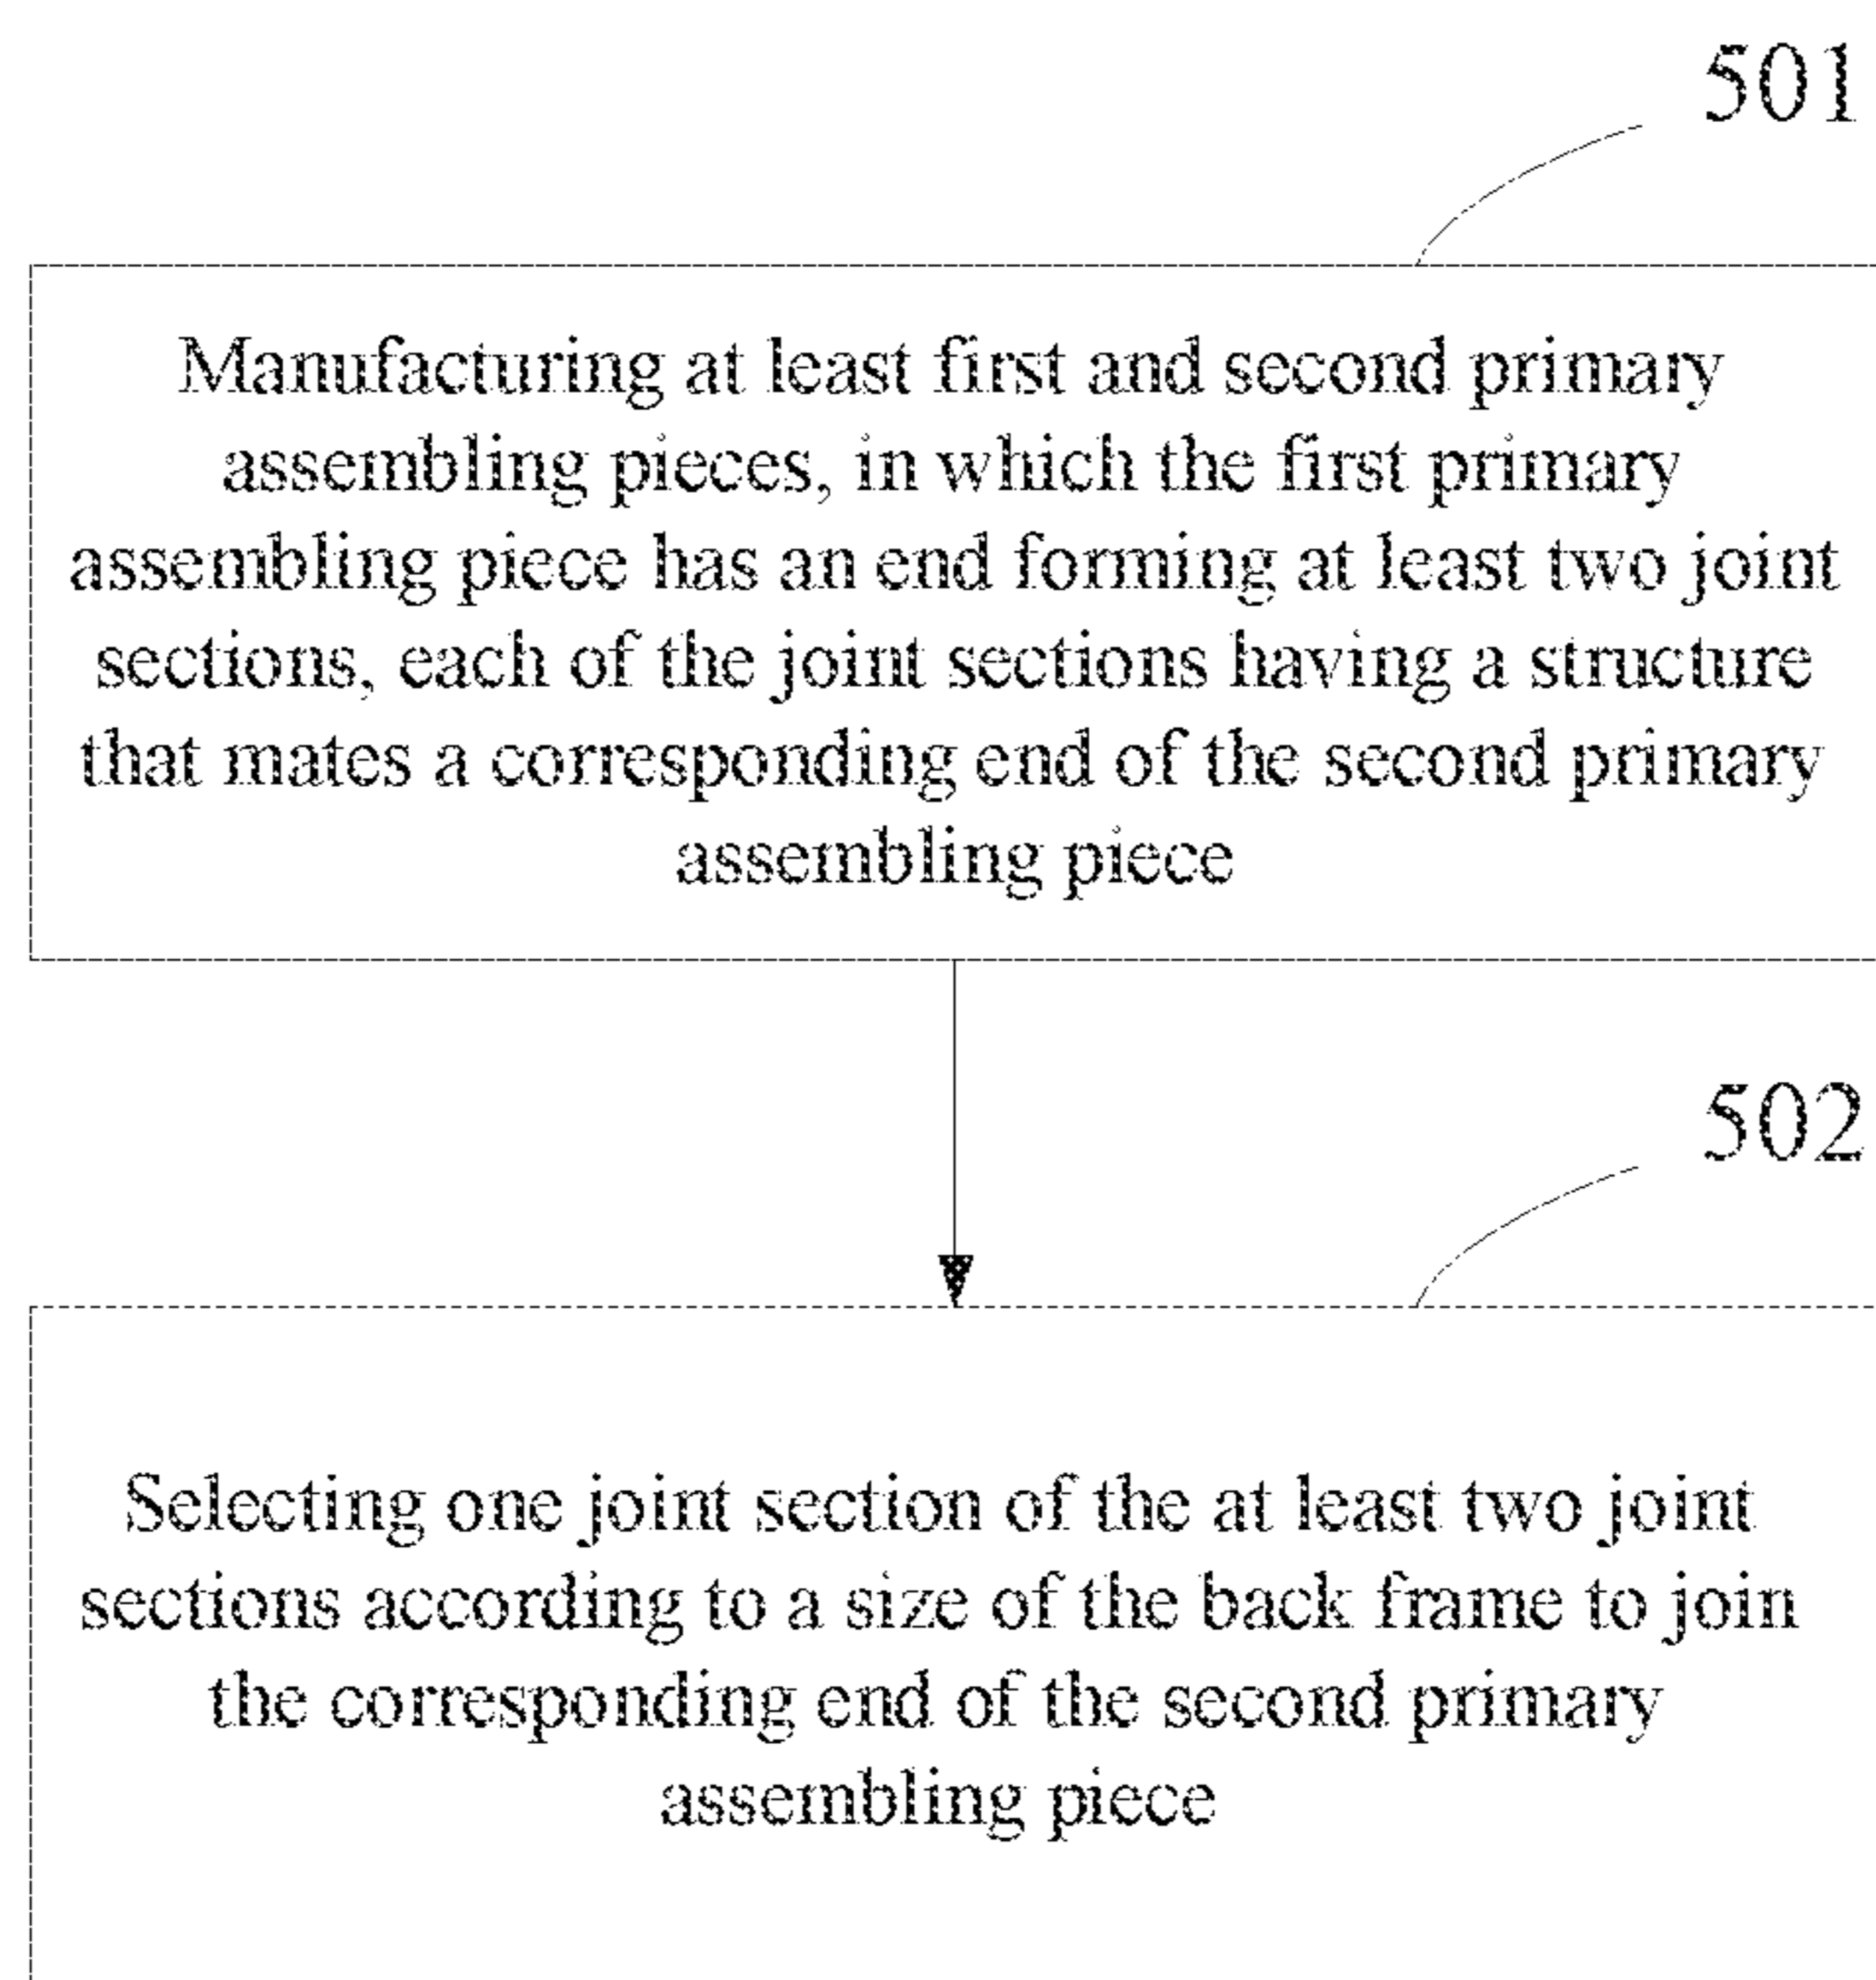 501
Manufacturing at least first and second primary
assembling pieces, in which the first primary
assembling piece has an end forming at least two joint
sections, each of the joint sections having a structure
that mates a corresponding end of the second primary
assembling piece
502
Selecting one joint section of the at least two joint
sections according to a size of the back frame to join
the corresponding end of the second primary
assembling piece